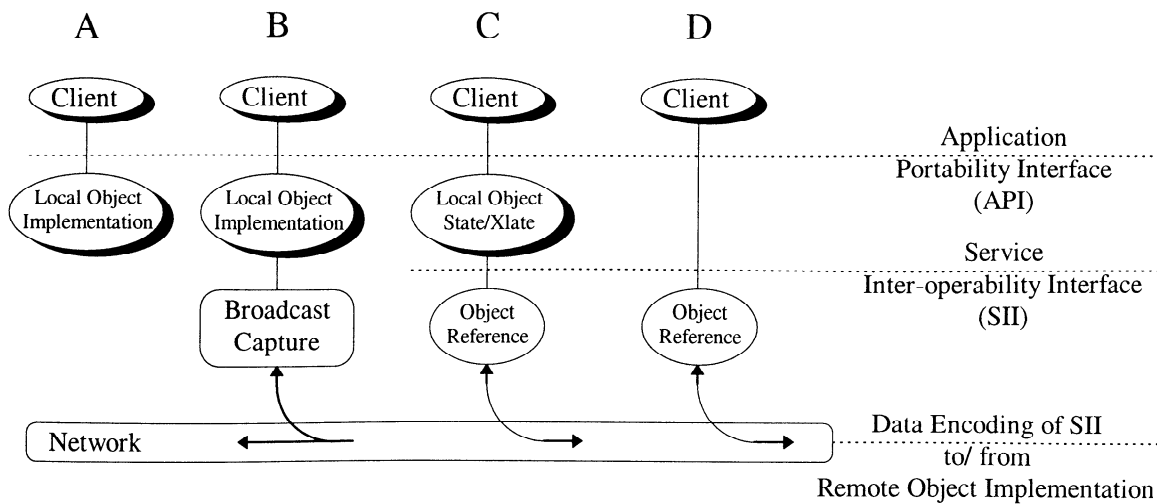 A
B
C
D
Client
Client
Client
Client
Application
Portability Interface
(API)
Local Object
Implementation
Local Object
Implementation
Local Object
State/Xlate
Service
Inter-operability Interface
(SII)
Broadcast
Capture
Object
Reference
Object
Reference
Network
Data Encoding of SII
to/ from
Remote Object Implementation